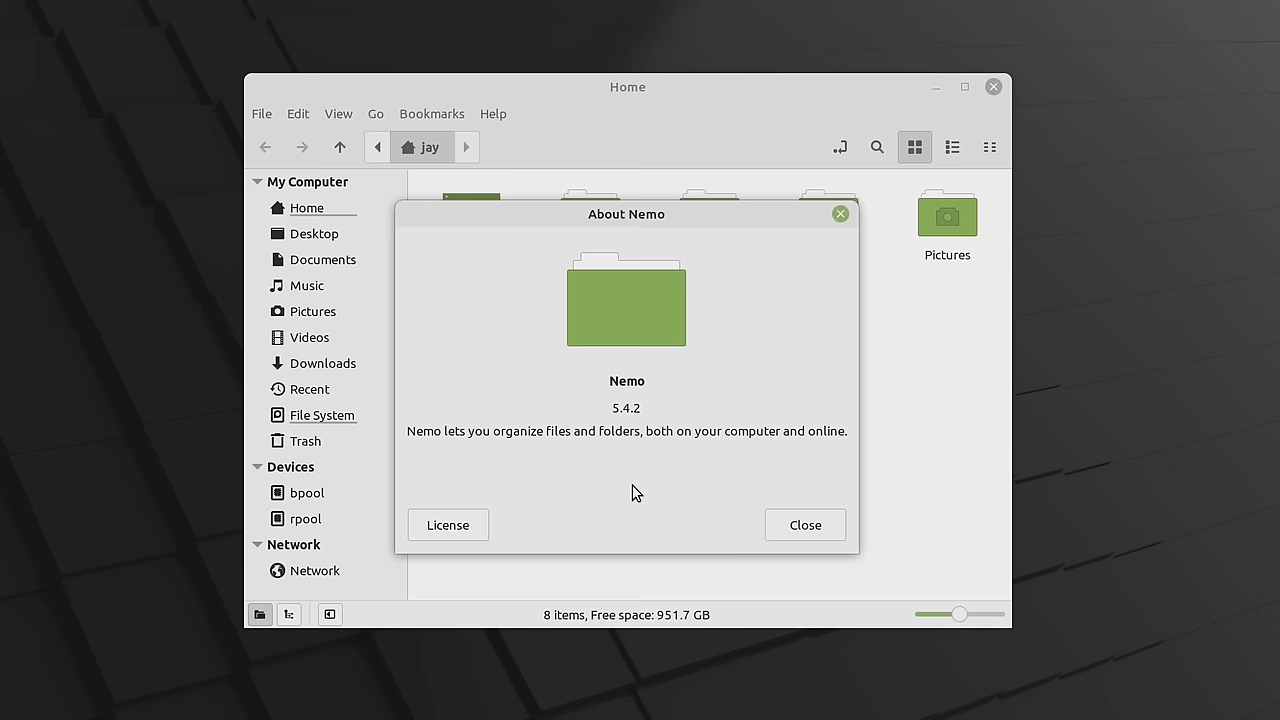 Home
File Edit View Go Bookmarks Help
jay
My Computer
Home
Desktop
Documents
Music
Pictures
Videos
Downloads
Recent
File System
Trash
Devices
bpool
rpool
Network
Network
Pictures
About Nemo
Nemo
5.4.2
Nemo lets you organize files and folders, both on your computer and online.
License Close
8 items, Free space: 951.7 GB